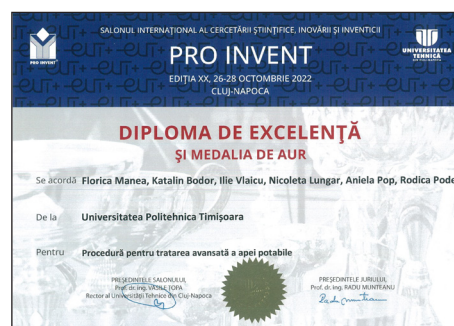 SALONUL INTERNAȚIONAL AL CERCETĂRII ȘTIINȚIFICE, INOVĂRII ȘI INVENTICII
PRO INVENT
UNIVERSITATEA
TEHNICĂ
PRO INVENT
EDIȚIA XX, 26-28 OCTOMBRIE 2022
CLUJ-NAPOCA
DIPLOMA DE EXCELENȚĂ
ȘI MEDALIA DE AUR
Se acordă Florica Manea, Katalin Bodor, Ilie Vlaicu, Nicoleta Lungar, Aniela Pop, Rodica Pode
De la Universitatea Politehnica Timișoara
Pentru Procedură pentru tratarea avansată a apei potabile
PREȘEDINTELE SALONULUI,
Prof. dr. ing. VASILE ȚOPA
Rector al Universității Tehnice din Cluj-Napoca
PREȘEDINTELE JURIULUI,
Prof. dr. ing. RADU MUNTEANU